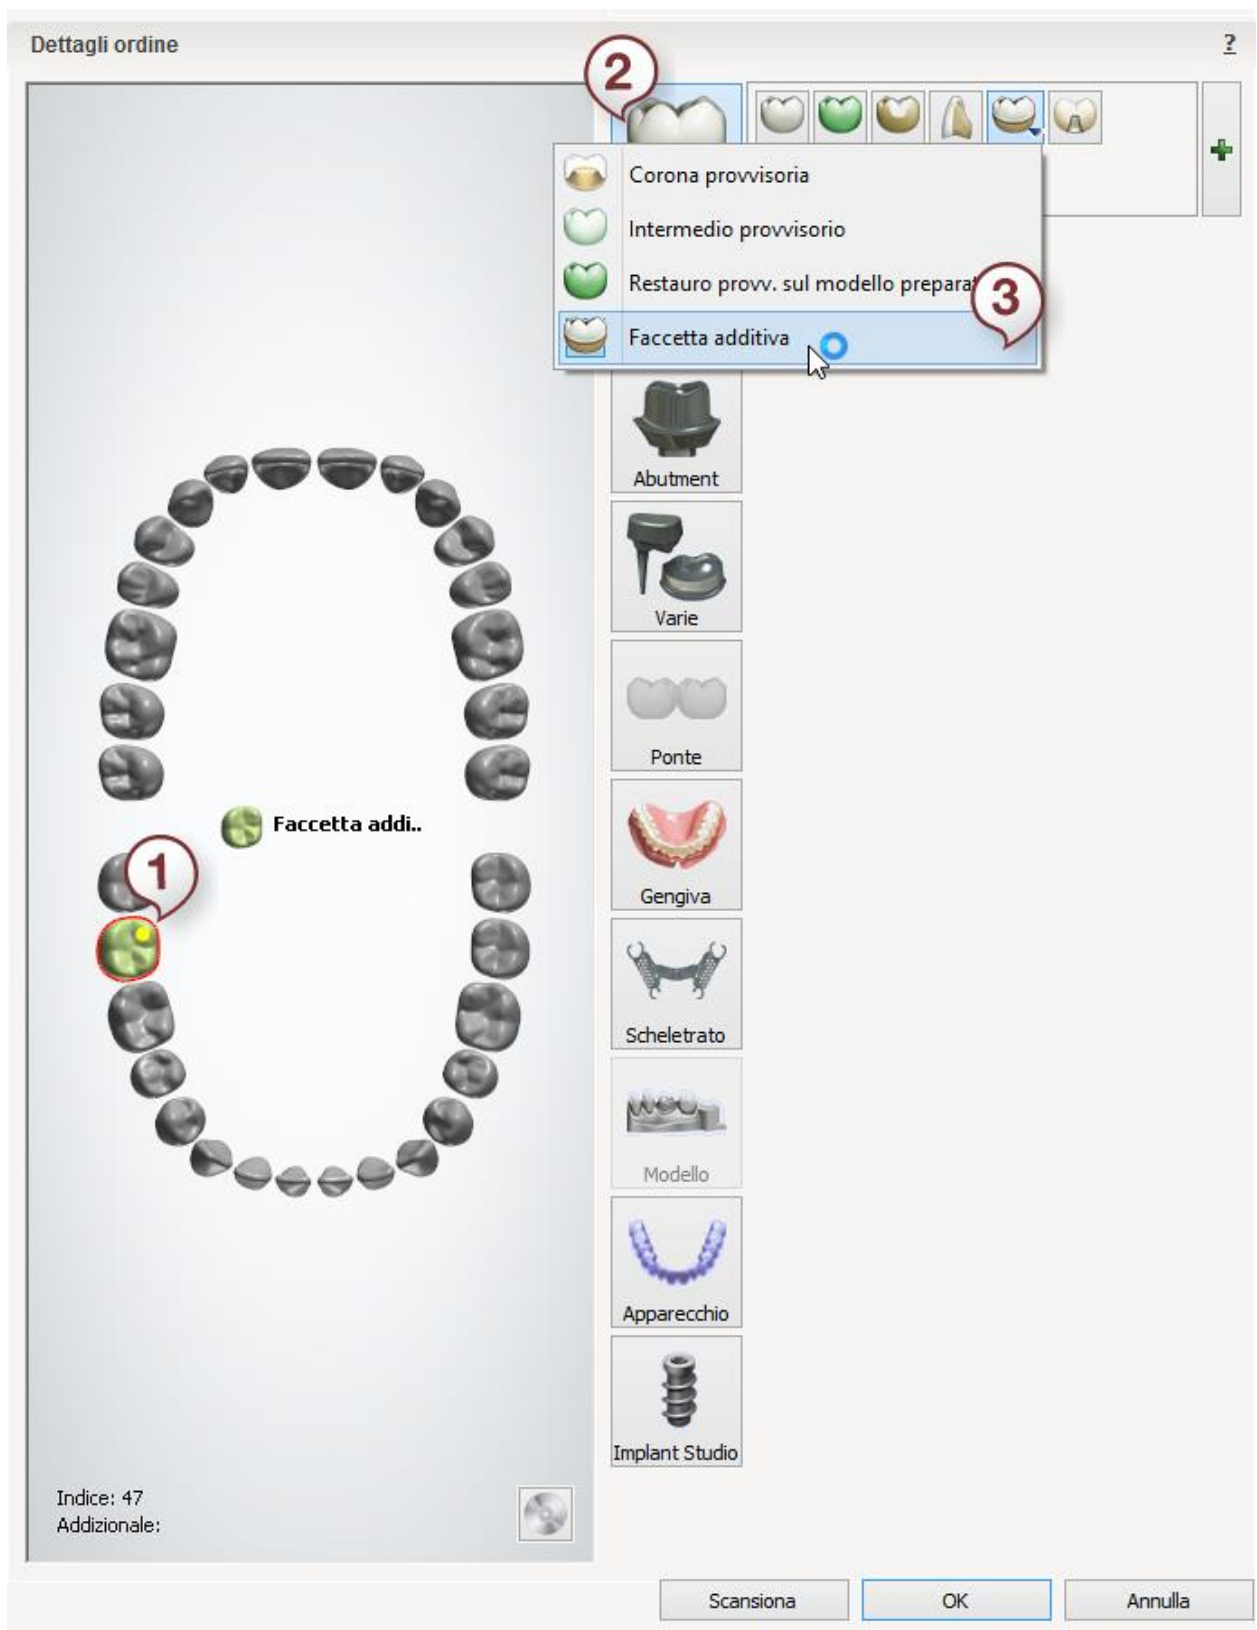 Dettagli ordine
?
2
Corona provvisoria
Intermedio provvisorio
Restauro provv. sul modello preparat
3
Faccetta additiva
Abutment
Varie
Ponte
Faccetta addi..
1
Gengiva
Scheletrato
Modello
Apparecchio
Implant Studio
Indice: 47
Addizionale:
Scansiona
OK
Annulla